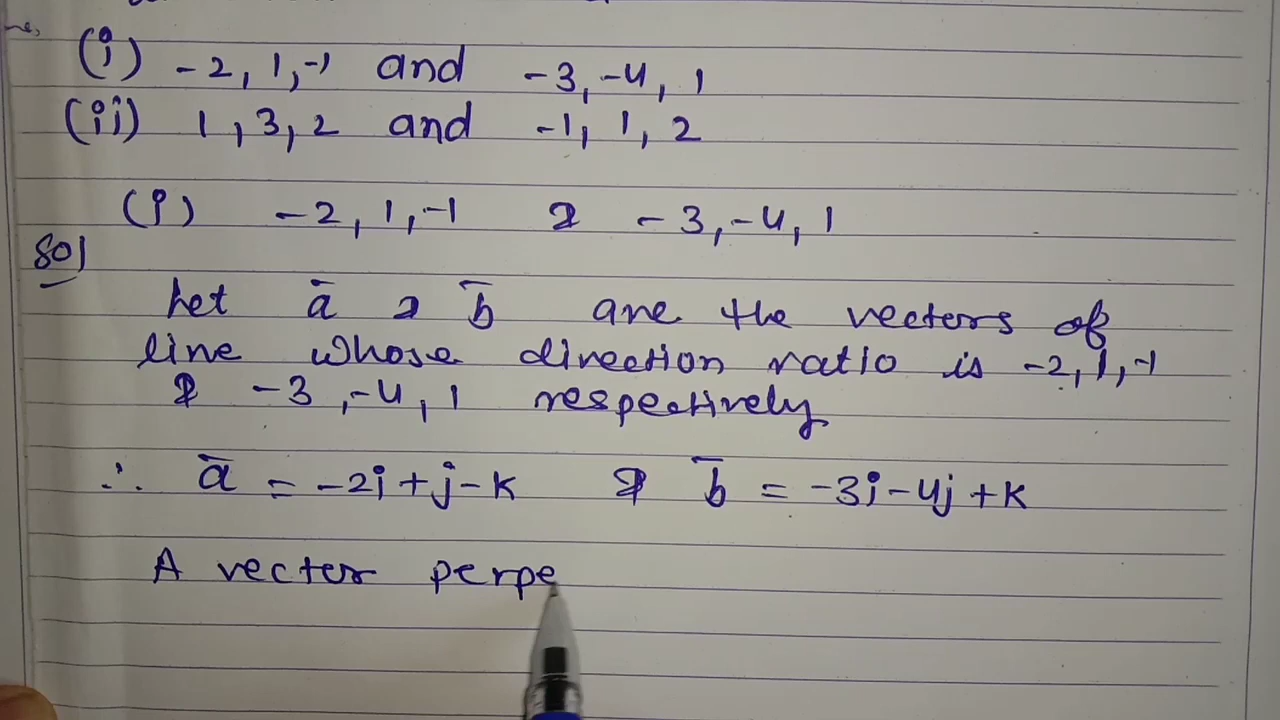 (i) -2, 1, -1 and -3, -4, 1
(ii) 1, 3, 2 and -1, 1, 2
(i) -2, 1, -1 & -3, -4, 1
Sol
Let a̅ & b̅ are the vectors of
line whose direction ratio is -2, 1, -1
& -3, -4, 1 respectively
∴ a̅ = -2i + j - k & b̅ = -3i - 4j + k
A vector perpe